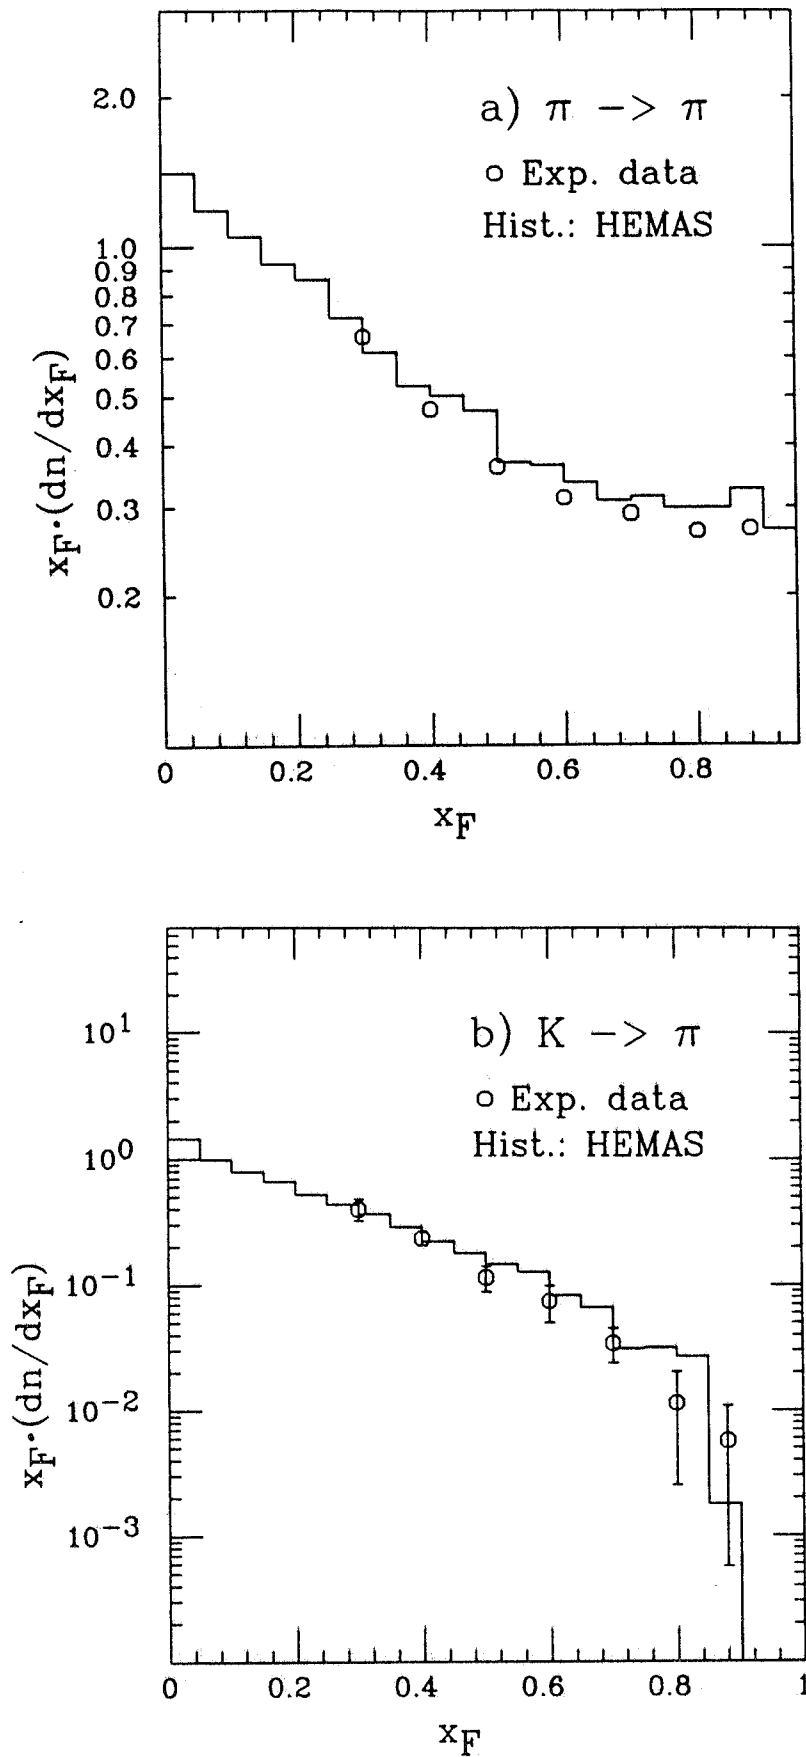 a) π -> π
o Exp. data
Hist.: HEMAS
2.0
1.0
0.9
0.8
0.7
0.6
0.5
0.4
0.3
0.2
x_F·(dn/dx_F)
0 0.2 0.4 0.6 0.8
x_F
b) K -> π
o Exp. data
Hist.: HEMAS
10^1
10^0
10^-1
10^-2
10^-3
x_F·(dn/dx_F)
0 0.2 0.4 0.6 0.8 1
x_F